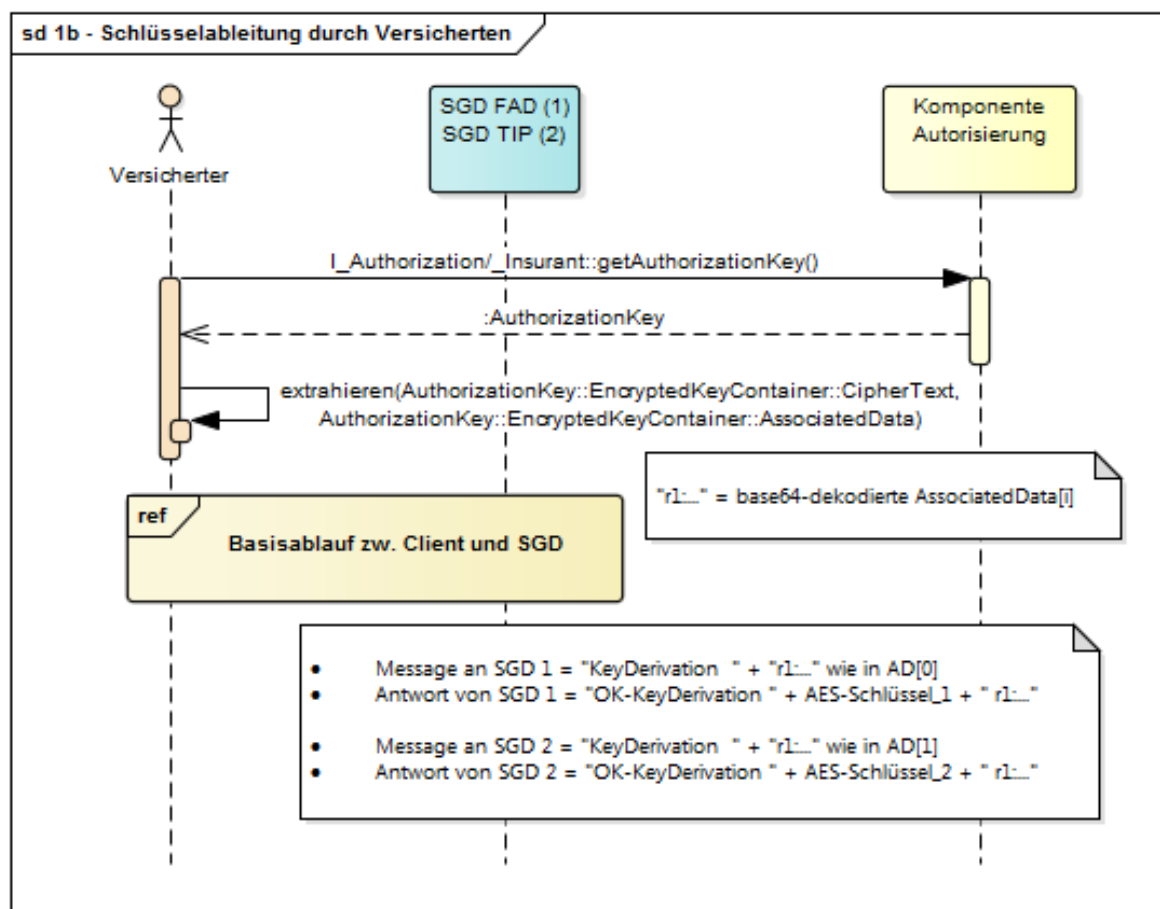 sd 1b - Schlüsselableitung durch Versicherten
SGD FAD (1)
SGD TIP (2)
Komponente
Autorisierung
Versicherter
I_Authorization/_Insurant::getAuthorizationKey()
:AuthorizationKey
extrahieren(AuthorizationKey::EncryptedKeyContainer::CipherText,
AuthorizationKey::EncryptedKeyContainer::AssociatedData)
"r1:..." = base64-dekodierte AssociatedData[i]
ref
Basisablauf zw. Client und SGD
• Message an SGD 1 = "KeyDerivation  " + "r1:..." wie in AD[0]
• Antwort von SGD 1 = "OK-KeyDerivation " + AES-Schlüssel_1 + " r1:..."
• Message an SGD 2 = "KeyDerivation  " + "r1:..." wie in AD[1]
• Antwort von SGD 2 = "OK-KeyDerivation " + AES-Schlüssel_2 + " r1:..."